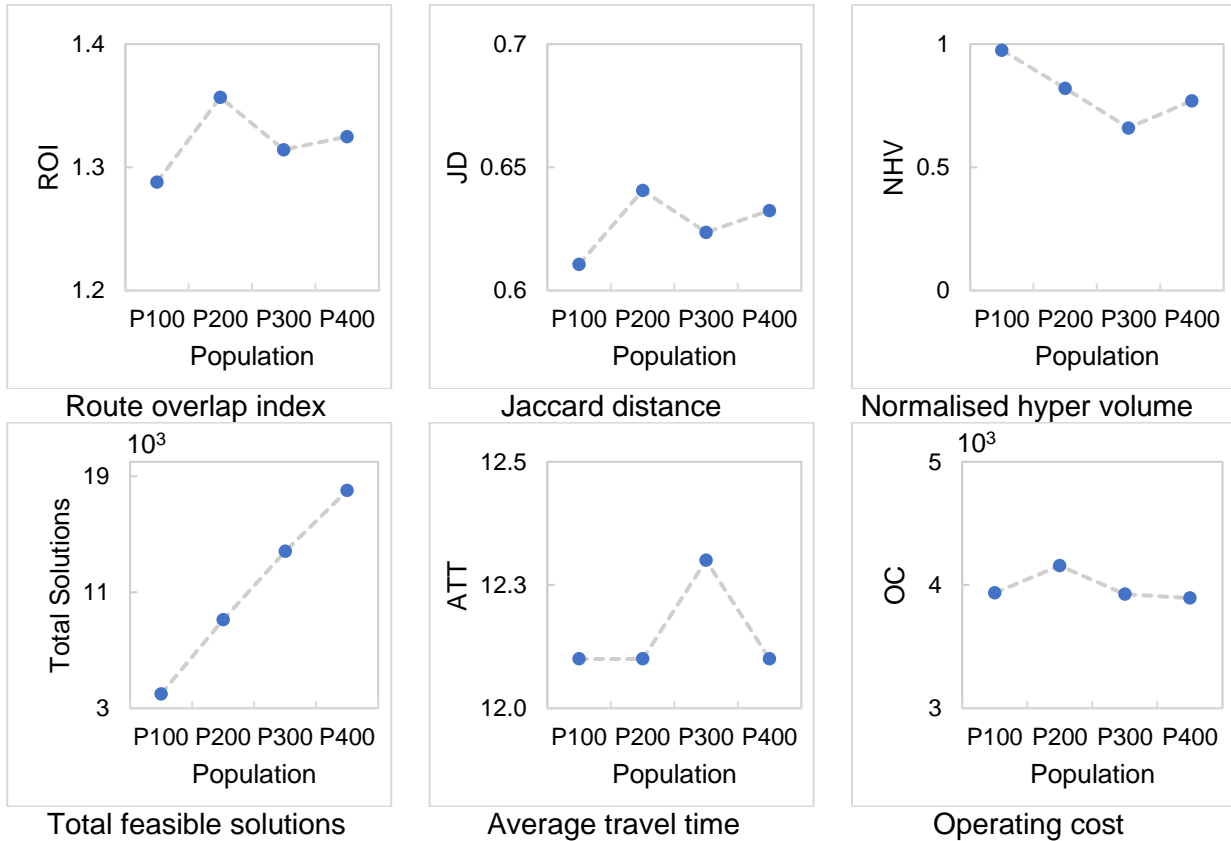 1.4
1.3
1.2
ROI
P100 P200 P300 P400
Population
Route overlap index
0.7
0.65
0.6
JD
P100 P200 P300 P400
Population
Jaccard distance
1
0.5
0
NHV
P100 P200 P300 P400
Population
Normalised hyper volume
10³
19
11
3
Total Solutions
P100 P200 P300 P400
Population
Total feasible solutions
12.5
12.3
12.0
ATT
P100 P200 P300 P400
Population
Average travel time
10³
5
4
3
OC
P100 P200 P300 P400
Population
Operating cost